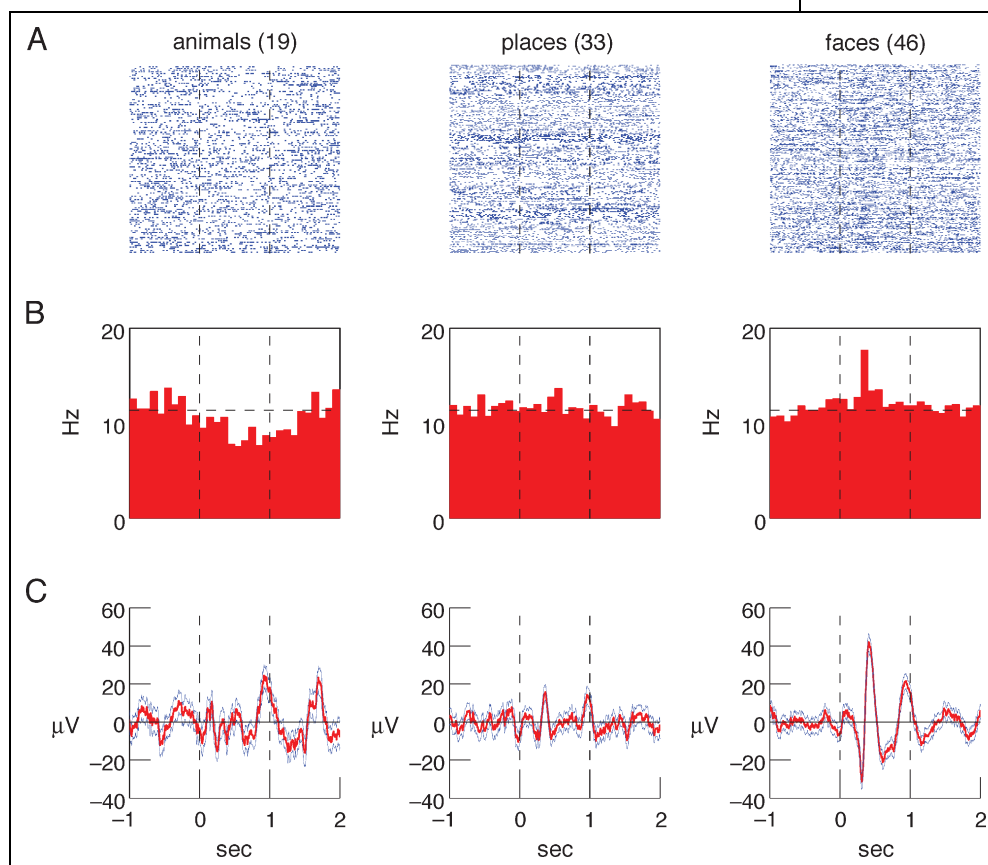 A
animals (19) places (33) faces (46)
B
20 20 20
Hz Hz Hz
10 10 10
0 0 0
C
60 60 60
40 40 40
20 20 20
μV 0 μV 0 μV 0
–20 –20 –20
–40 –40 –40
–1 0 1 2 –1 0 1 2 –1 0 1 2
sec sec sec